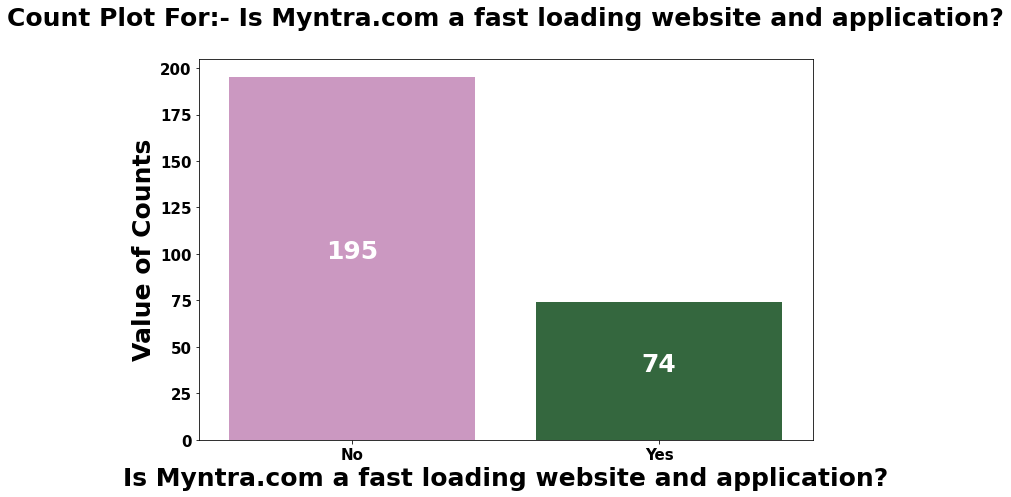 Count Plot For:- Is Myntra.com a fast loading website and application?
Value of Counts
200
175
150
125
100
75
50
25
0
195
74
No
Yes
Is Myntra.com a fast loading website and application?